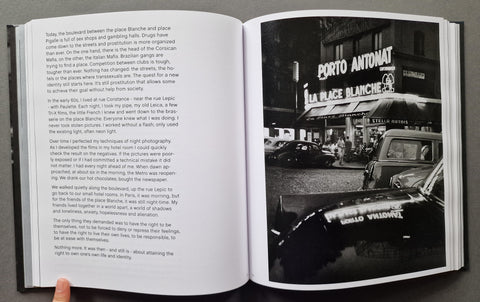 Today, the boulevard between the place Blanche and place
Pigalle is full of sex shops and gambling halls. Drugs have
come down to the streets and prostitution is more organized
than ever. On the one hand, there is the head of the Corsican
Mafia, on the other, the Italian Mafia. Brazilian gangs are
trying to find a place. Competition between clubs is tough,
tougher than ever. Nothing has changed: the streets, the ho-
tels or the places where transsexuals are. The quest for a new
identity still starts here. It's still prostitution that allows some
to achieve their goal without help from society.
In the early 60s, I lived at rue Constance - near the rue Lepic
- with Paulette. Each night, I took my pipe, my old Leica, a few
Tri-X films, the little French I knew and went down to the bras-
serie on the place Blanche. Everyone knew what I was doing. I
never took stolen pictures. I worked without a flash; only used
the existing light, often neon light.
Over time I perfected my techniques of night photography.
As I developed the films in my hotel room I could quickly
check the result on the negatives. If the pictures were poor-
ly exposed or if I had committed a technical mistake it did
not matter. I had every night ahead of me. When dawn ap-
proached, at about six in the morning, the Metro was reopen-
ing. We drank our hot chocolates, bought the newspaper.
We walked quietly along the boulevard, up the rue Lepic to
get back to our small hotel rooms. In Paris, it was morning, but
for the friends of the place Blanche, it was still night-time. My
friends lived together in a world apart, a world of shadows
and loneliness, anxiety, hopelessness and alienation.
The only thing they demanded was to have the right to be
themselves, not to be forced to deny or repress their feelings,
to have the right to live their own lives, to be responsible, to
be at ease with themselves.
Nothing more. It was then - and still is - about attaining the
right to own one's own life and identity.
PORTO ANTONAT
LA PLACE BLANCHE